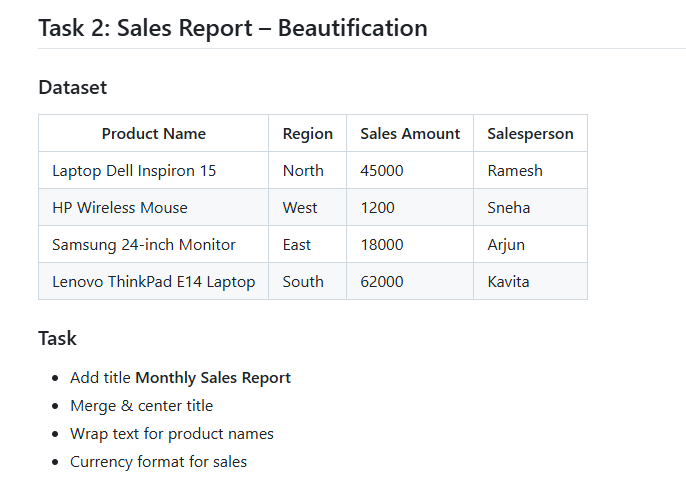 Task 2: Sales Report – Beautification
Dataset
Product Name Region Sales Amount Salesperson
Laptop Dell Inspiron 15 North 45000 Ramesh
HP Wireless Mouse West 1200 Sneha
Samsung 24-inch Monitor East 18000 Arjun
Lenovo ThinkPad E14 Laptop South 62000 Kavita
Task
• Add title Monthly Sales Report
• Merge & center title
• Wrap text for product names
• Currency format for sales